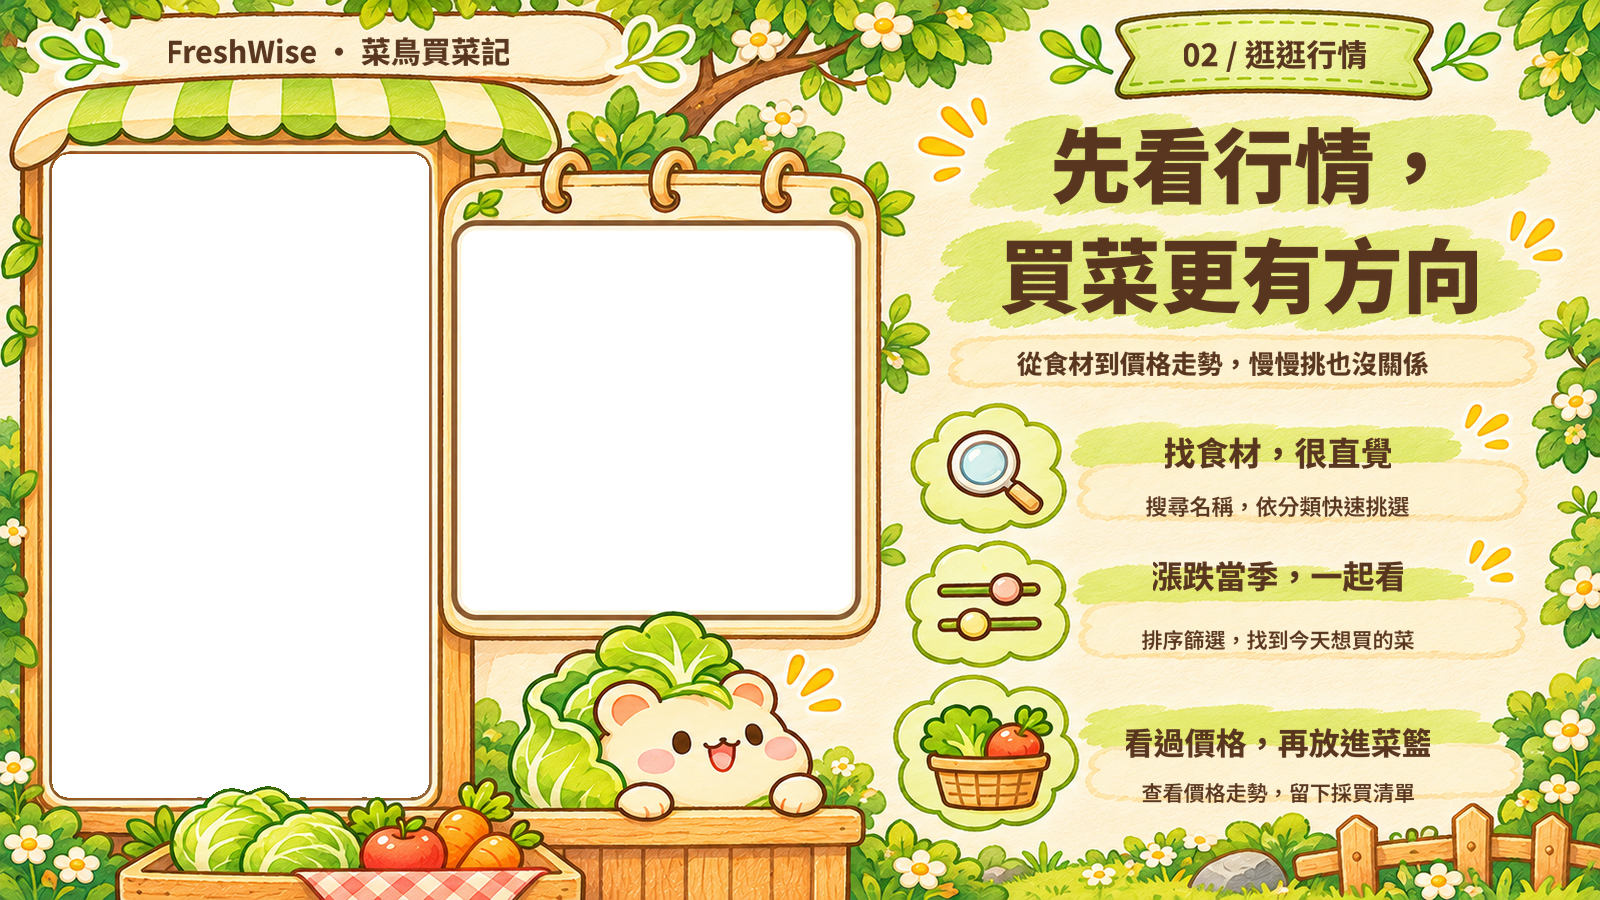 FreshWise • 菜鳥買菜記
02 / 逛逛行情
先看行情，
買菜更有方向
從食材到價格走勢，慢慢挑也沒關係
找食材，很直覺
搜尋名稱，依分類快速挑選
漲跌當季，一起看
排序篩選，找到今天想買的菜
看過價格，再放進菜籃
查看價格走勢，留下採買清單